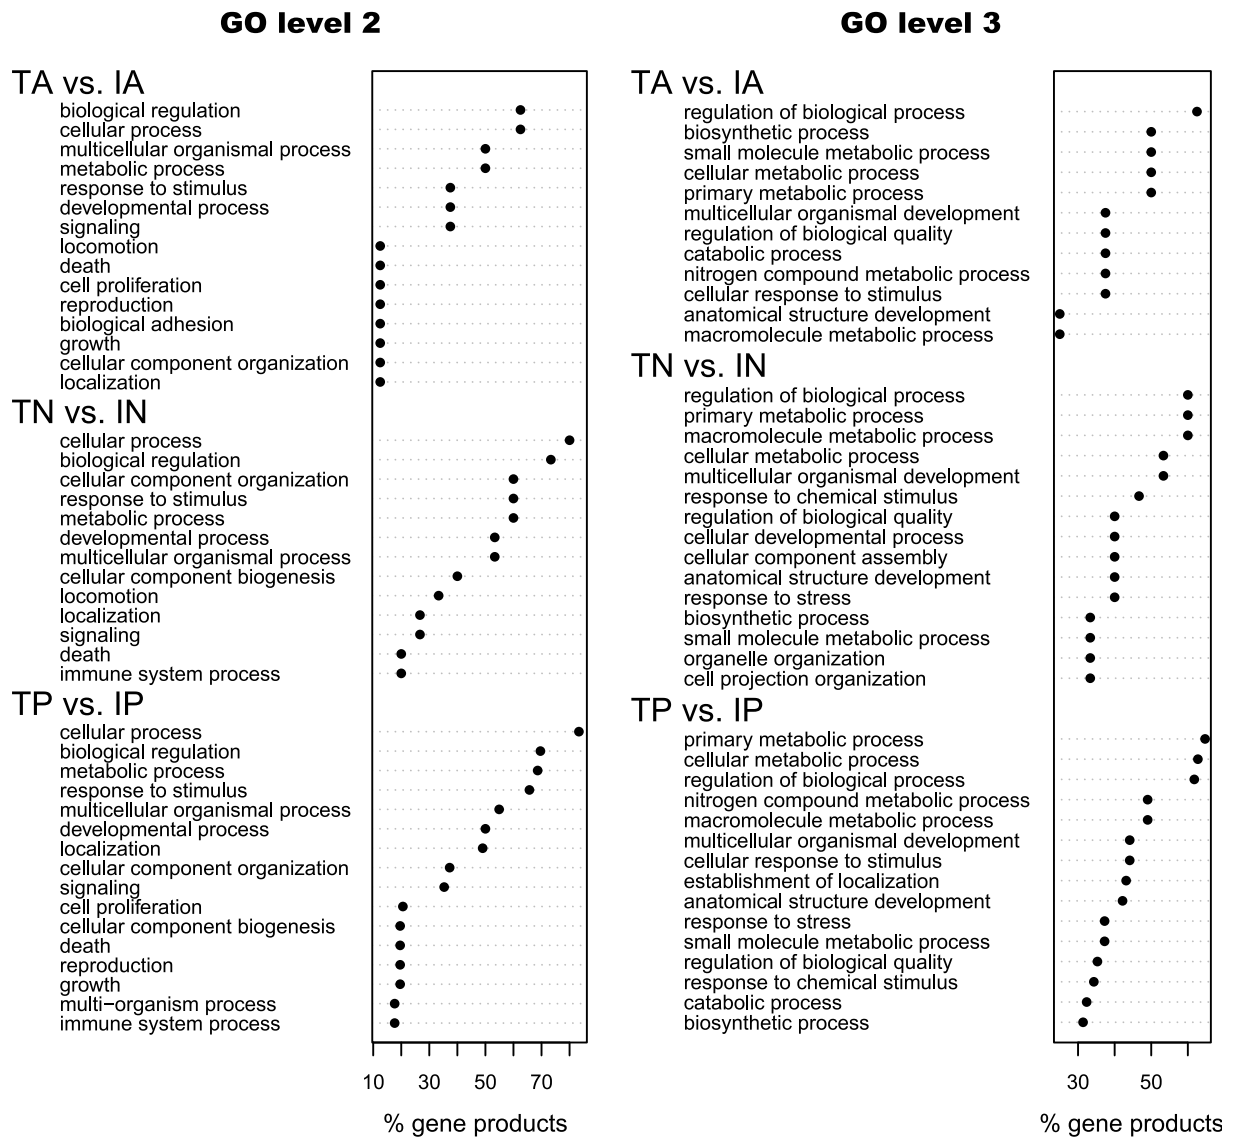 GO level 2
TA vs. IA
biological regulation
cellular process
multicellular organismal process
metabolic process
response to stimulus
developmental process
signaling
locomotion
death
cell proliferation
reproduction
biological adhesion
growth
cellular component organization
localization
TN vs. IN
cellular process
biological regulation
cellular component organization
response to stimulus
metabolic process
developmental process
multicellular organismal process
cellular component biogenesis
locomotion
localization
signaling
death
immune system process
TP vs. IP
cellular process
biological regulation
metabolic process
response to stimulus
multicellular organismal process
developmental process
localization
cellular component organization
signaling
cell proliferation
cellular component biogenesis
death
reproduction
growth
multi−organism process
immune system process
10 30 50 70
% gene products
GO level 3
TA vs. IA
regulation of biological process
biosynthetic process
small molecule metabolic process
cellular metabolic process
primary metabolic process
multicellular organismal development
regulation of biological quality
catabolic process
nitrogen compound metabolic process
cellular response to stimulus
anatomical structure development
macromolecule metabolic process
TN vs. IN
regulation of biological process
primary metabolic process
macromolecule metabolic process
cellular metabolic process
multicellular organismal development
response to chemical stimulus
regulation of biological quality
cellular developmental process
cellular component assembly
anatomical structure development
response to stress
biosynthetic process
small molecule metabolic process
organelle organization
cell projection organization
TP vs. IP
primary metabolic process
cellular metabolic process
regulation of biological process
nitrogen compound metabolic process
macromolecule metabolic process
multicellular organismal development
cellular response to stimulus
establishment of localization
anatomical structure development
response to stress
small molecule metabolic process
regulation of biological quality
response to chemical stimulus
catabolic process
biosynthetic process
30 50
% gene products